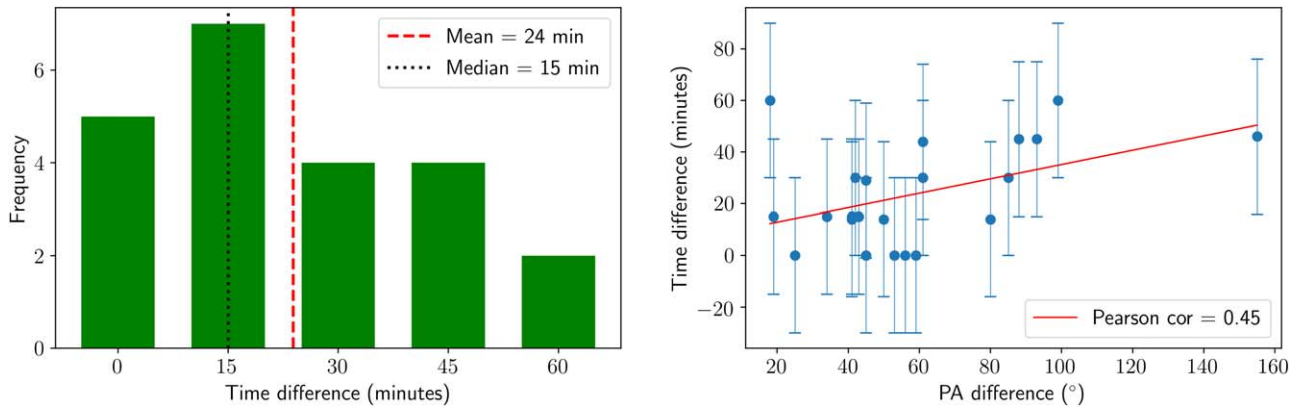 Mean = 24 min
Median = 15 min
Frequency
6
4
2
0
0 15 30 45 60
Time difference (minutes)
Time difference (minutes)
80
60
40
20
0
−20
Pearson cor = 0.45
20 40 60 80 100 120 140 160
PA difference (°)